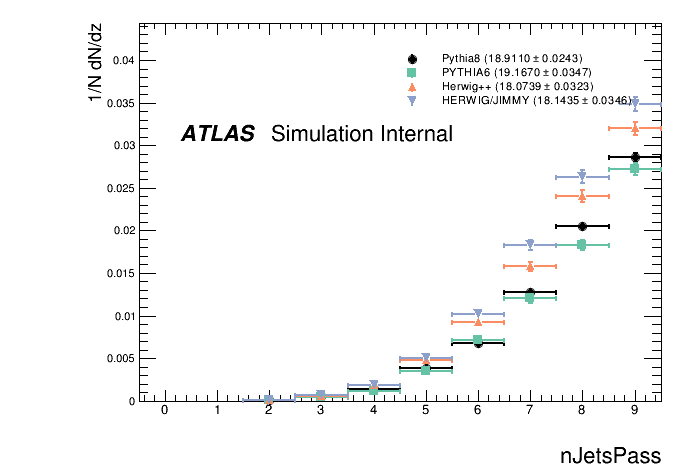 1/N dN/dz
0.04
0.035
0.03
0.025
0.02
0.015
0.01
0.005
0
Pythia8 (18.9110 ± 0.0243)
PYTHIA6 (19.1670 ± 0.0347)
Herwig++ (18.0739 ± 0.0323)
HERWIG/JIMMY (18.1435 ± 0.0346)
ATLAS Simulation Internal
0 1 2 3 4 5 6 7 8 9
nJetsPass